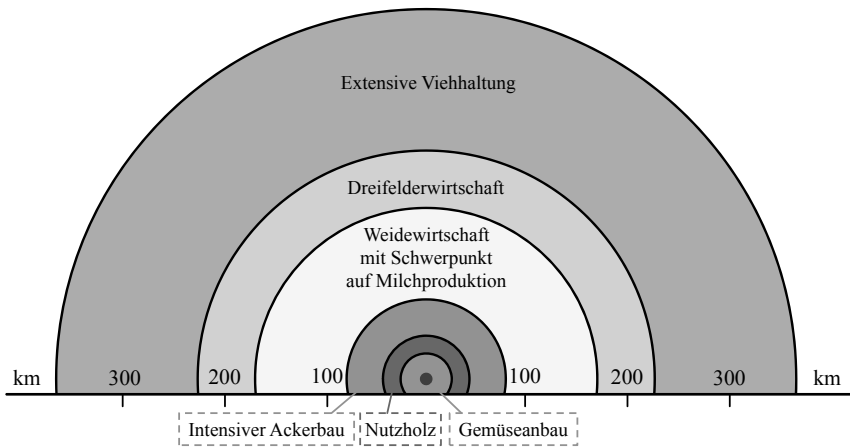 Extensive Viehhaltung
Dreifelderwirtschaft
Weidewirtschaft
mit Schwerpunkt
auf Milchproduktion
km 300 200 100 100 200 300 km
Intensiver Ackerbau Nutzholz Gemüseanbau